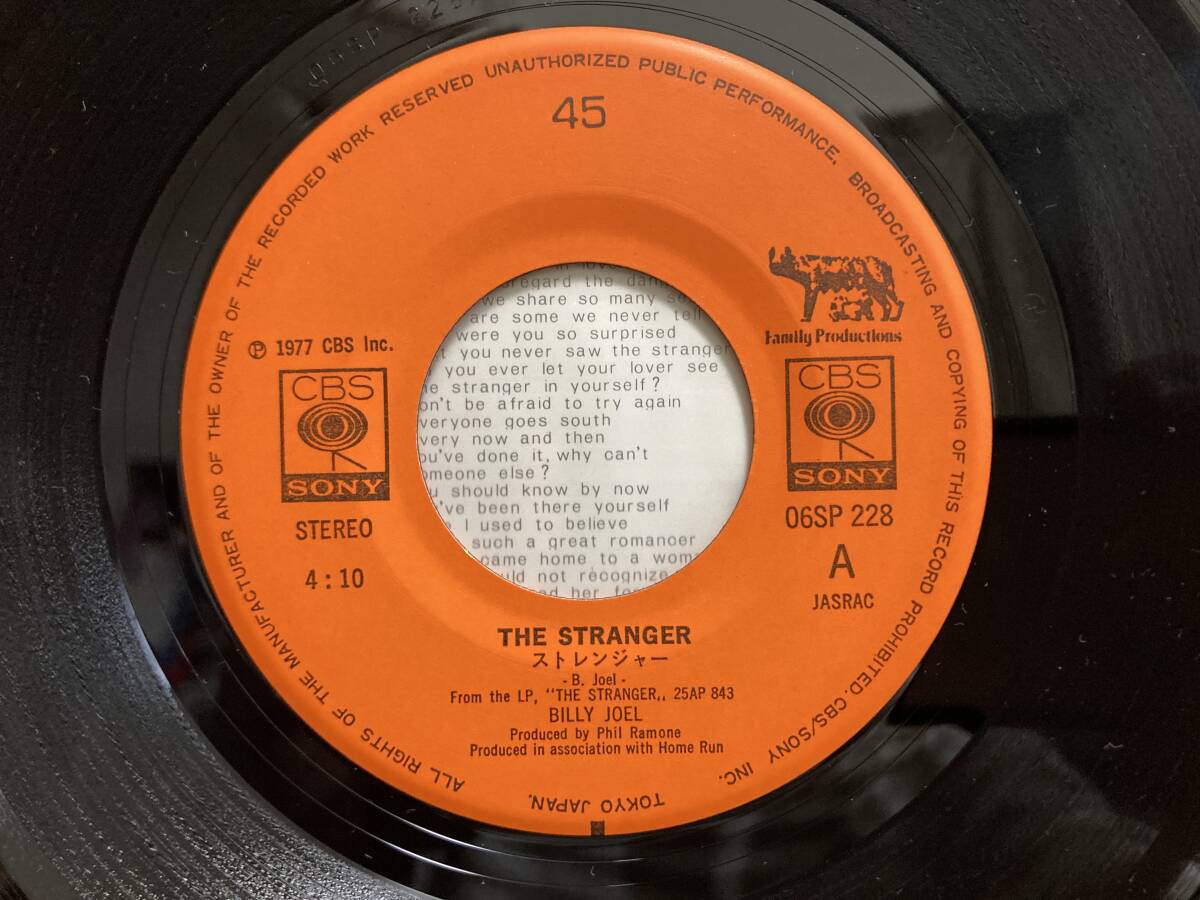 ALL RIGHTS OF THE MANUFACTURER AND OF THE OWNER OF THE RECORDED WORK RESERVED UNAUTHORIZED PUBLIC PERFORMANCE, BROADCASTING AND COPYING OF THIS RECORD PROHIBITED. CBS/SONY INC. TOKYO JAPAN.
45
Family Productions
℗ 1977 CBS Inc.
CBS
SONY
STEREO
4:10
CBS
SONY
06SP 228
A
JASRAC
love
the
we share so many
are some we never tell
were you so surprised
you never saw the stranger
you ever let your lover see
stranger in yourself?
be afraid to try again
goes south
now and then
done it, why can't
else?
should know by now
been there yourself
I used to believe
such a great romancer
came home to a
not recognize
her
THE STRANGER
ストレンジャー
- B. Joel -
From the LP, "THE STRANGER,, 25AP 843
BILLY JOEL
Produced by Phil Ramone
Produced in association with Home Run